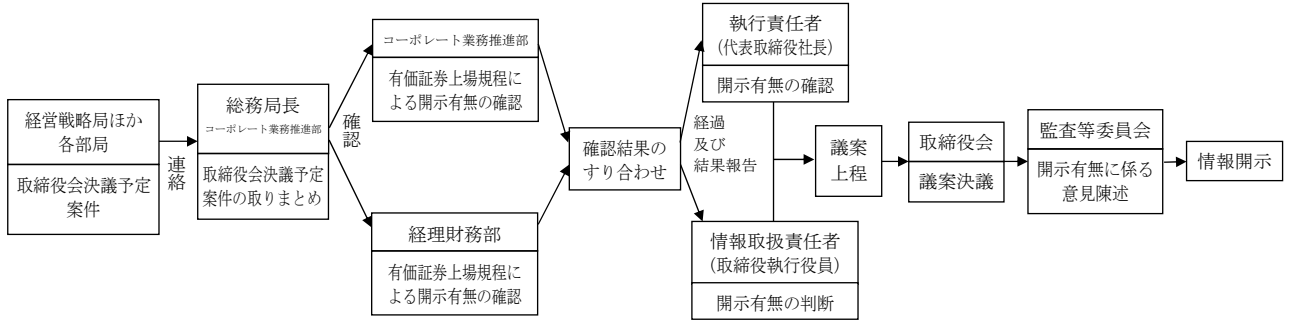 経営戦略局ほか
各部局
取締役会決議予定
案件
連絡
総務局長
コーポレート業務推進部
取締役会決議予定
案件の取りまとめ
確認
コーポレート業務推進部
有価証券上場規程に
よる開示有無の確認
経理財務部
有価証券上場規程に
よる開示有無の確認
確認結果の
すり合わせ
経過
及び
結果報告
執行責任者
(代表取締役社長)
開示有無の確認
情報取扱責任者
(取締役執行役員)
開示有無の判断
議案
上程
取締役会
議案決議
監査等委員会
開示有無に係る
意見陳述
情報開示